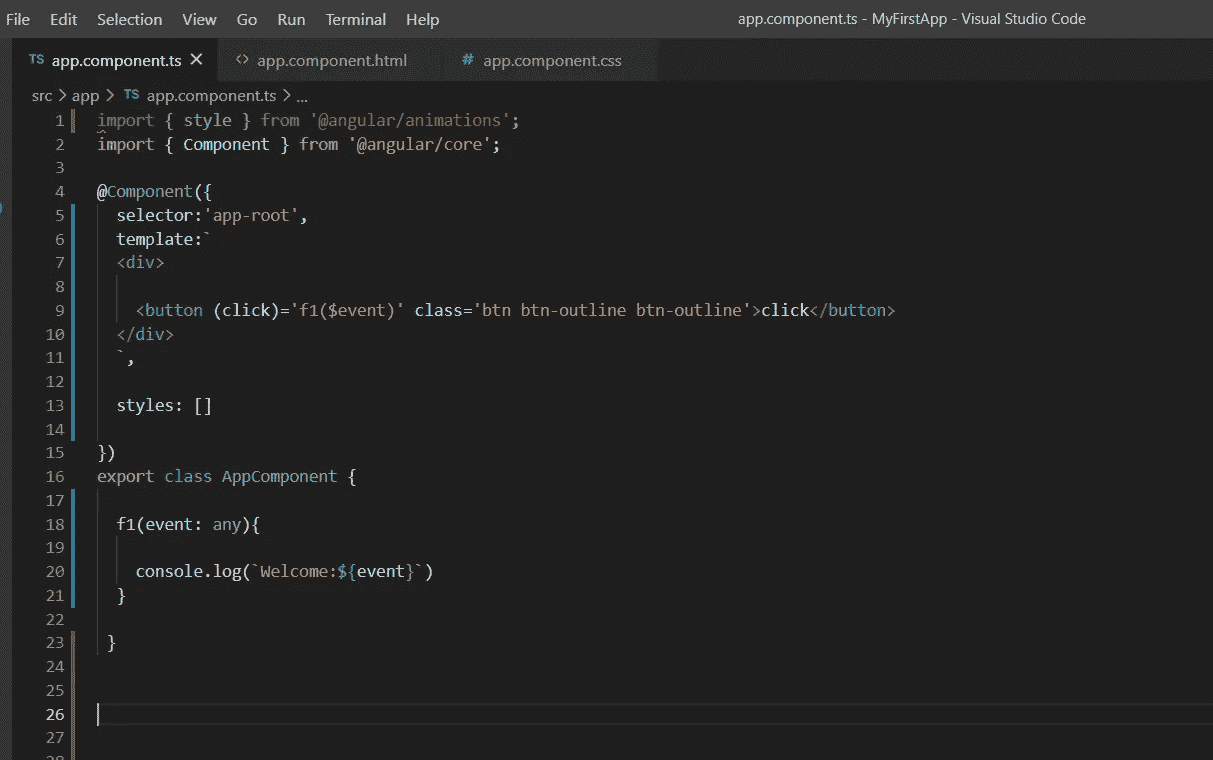 File Edit Selection View Go Run Terminal Help app.component.ts - MyFirstApp - Visual Studio Code
TS app.component.ts × <> app.component.html # app.component.css
src > app > TS app.component.ts > ...
1 import { style } from '@angular/animations';
2 import { Component } from '@angular/core';
3
4 @Component({
5 selector:'app-root',
6 template:`
7 <div>
8
9 <button (click)='f1($event)' class='btn btn-outline btn-outline'>click</button>
10 </div>
11 `,
12
13 styles: []
14
15 })
16 export class AppComponent {
17
18 f1(event: any){
19
20 console.log(`Welcome:${event}`)
21 }
22
23 }
24
25
26
27
28